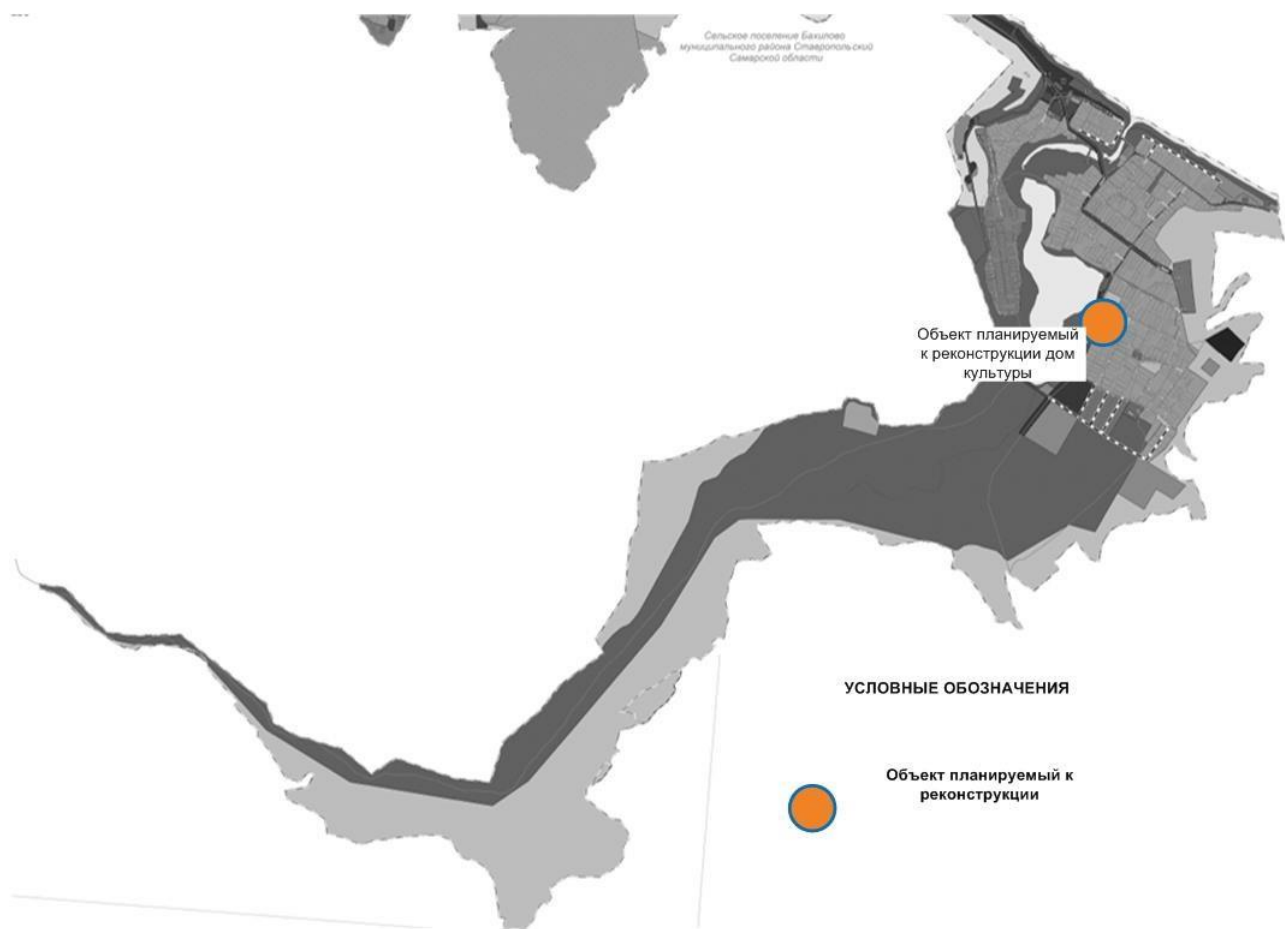 Сельское поселение Бахилово
муниципального района Ставропольский
Самарской области
Объект планируемый
к реконструкции дом
культуры
УСЛОВНЫЕ ОБОЗНАЧЕНИЯ
Объект планируемый к
реконструкции